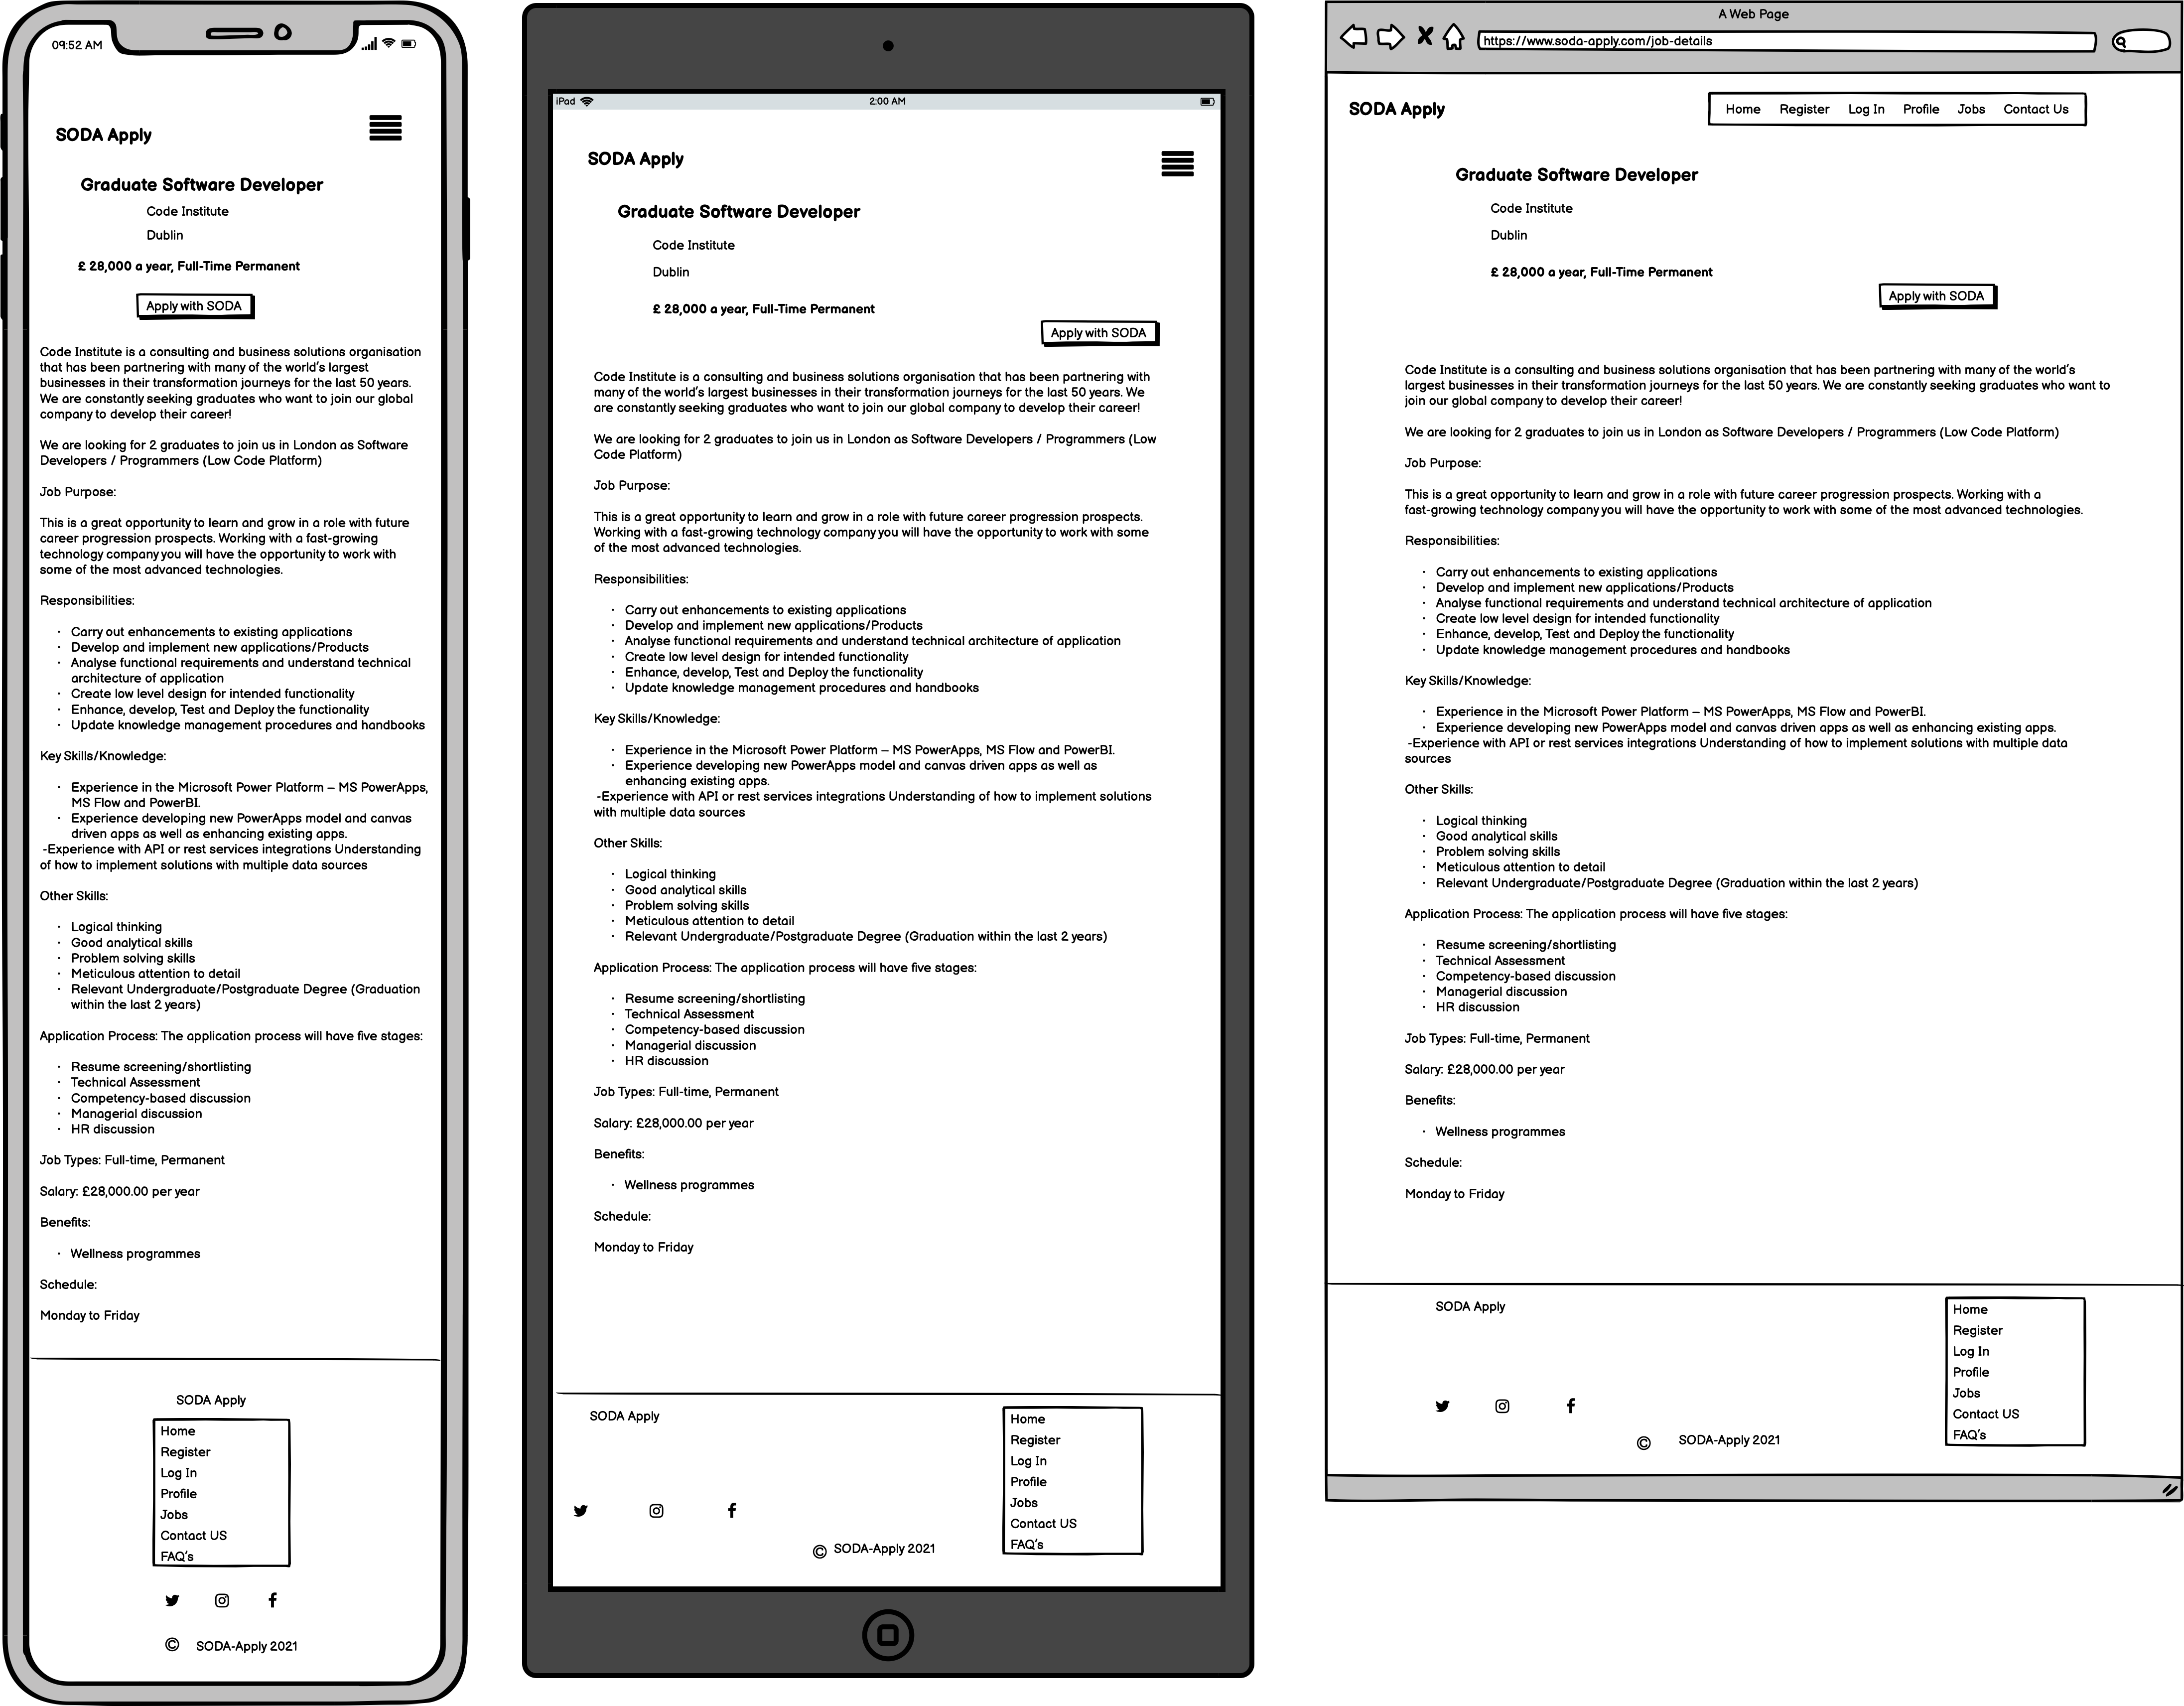 09:52 AM
SODA Apply
Graduate Software Developer
Code Institute
Dublin
£ 28,000 a year, Full-Time Permanent
Apply with SODA
Code Institute is a consulting and business solutions organisation
that has been partnering with many of the world's largest
businesses in their transformation journeys for the last 50 years.
We are constantly seeking graduates who want to join our global
company to develop their career!
We are looking for 2 graduates to join us in London as Software
Developers / Programmers (Low Code Platform)
Job Purpose:
This is a great opportunity to learn and grow in a role with future
career progression prospects. Working with a fast-growing
technology company you will have the opportunity to work with
some of the most advanced technologies.
Responsibilities:
· Carry out enhancements to existing applications
· Develop and implement new applications/Products
· Analyse functional requirements and understand technical
architecture of application
· Create low level design for intended functionality
· Enhance, develop, Test and Deploy the functionality
· Update knowledge management procedures and handbooks
Key Skills/Knowledge:
· Experience in the Microsoft Power Platform – MS PowerApps,
MS Flow and PowerBI.
· Experience developing new PowerApps model and canvas
driven apps as well as enhancing existing apps.
-Experience with API or rest services integrations Understanding
of how to implement solutions with multiple data sources
Other Skills:
· Logical thinking
· Good analytical skills
· Problem solving skills
· Meticulous attention to detail
· Relevant Undergraduate/Postgraduate Degree (Graduation
within the last 2 years)
Application Process: The application process will have five stages:
· Resume screening/shortlisting
· Technical Assessment
· Competency-based discussion
· Managerial discussion
· HR discussion
Job Types: Full-time, Permanent
Salary: £28,000.00 per year
Benefits:
· Wellness programmes
Schedule:
Monday to Friday
SODA Apply
Home
Register
Log In
Profile
Jobs
Contact US
FAQ's
© SODA-Apply 2021
iPad 2:00 AM
SODA Apply
Graduate Software Developer
Code Institute
Dublin
£ 28,000 a year, Full-Time Permanent
Apply with SODA
Code Institute is a consulting and business solutions organisation that has been partnering with
many of the world's largest businesses in their transformation journeys for the last 50 years. We
are constantly seeking graduates who want to join our global company to develop their career!
We are looking for 2 graduates to join us in London as Software Developers / Programmers (Low
Code Platform)
Job Purpose:
This is a great opportunity to learn and grow in a role with future career progression prospects.
Working with a fast-growing technology company you will have the opportunity to work with some
of the most advanced technologies.
Responsibilities:
· Carry out enhancements to existing applications
· Develop and implement new applications/Products
· Analyse functional requirements and understand technical architecture of application
· Create low level design for intended functionality
· Enhance, develop, Test and Deploy the functionality
· Update knowledge management procedures and handbooks
Key Skills/Knowledge:
· Experience in the Microsoft Power Platform – MS PowerApps, MS Flow and PowerBI.
· Experience developing new PowerApps model and canvas driven apps as well as
enhancing existing apps.
-Experience with API or rest services integrations Understanding of how to implement solutions
with multiple data sources
Other Skills:
· Logical thinking
· Good analytical skills
· Problem solving skills
· Meticulous attention to detail
· Relevant Undergraduate/Postgraduate Degree (Graduation within the last 2 years)
Application Process: The application process will have five stages:
· Resume screening/shortlisting
· Technical Assessment
· Competency-based discussion
· Managerial discussion
· HR discussion
Job Types: Full-time, Permanent
Salary: £28,000.00 per year
Benefits:
· Wellness programmes
Schedule:
Monday to Friday
SODA Apply
Home
Register
Log In
Profile
Jobs
Contact US
FAQ's
© SODA-Apply 2021
A Web Page
https://www.soda-apply.com/job-details
SODA Apply
Home Register Log In Profile Jobs Contact Us
Graduate Software Developer
Code Institute
Dublin
£ 28,000 a year, Full-Time Permanent
Apply with SODA
Code Institute is a consulting and business solutions organisation that has been partnering with many of the world's
largest businesses in their transformation journeys for the last 50 years. We are constantly seeking graduates who want to
join our global company to develop their career!
We are looking for 2 graduates to join us in London as Software Developers / Programmers (Low Code Platform)
Job Purpose:
This is a great opportunity to learn and grow in a role with future career progression prospects. Working with a
fast-growing technology company you will have the opportunity to work with some of the most advanced technologies.
Responsibilities:
· Carry out enhancements to existing applications
· Develop and implement new applications/Products
· Analyse functional requirements and understand technical architecture of application
· Create low level design for intended functionality
· Enhance, develop, Test and Deploy the functionality
· Update knowledge management procedures and handbooks
Key Skills/Knowledge:
· Experience in the Microsoft Power Platform – MS PowerApps, MS Flow and PowerBI.
· Experience developing new PowerApps model and canvas driven apps as well as enhancing existing apps.
-Experience with API or rest services integrations Understanding of how to implement solutions with multiple data
sources
Other Skills:
· Logical thinking
· Good analytical skills
· Problem solving skills
· Meticulous attention to detail
· Relevant Undergraduate/Postgraduate Degree (Graduation within the last 2 years)
Application Process: The application process will have five stages:
· Resume screening/shortlisting
· Technical Assessment
· Competency-based discussion
· Managerial discussion
· HR discussion
Job Types: Full-time, Permanent
Salary: £28,000.00 per year
Benefits:
· Wellness programmes
Schedule:
Monday to Friday
SODA Apply
Home
Register
Log In
Profile
Jobs
Contact US
FAQ's
© SODA-Apply 2021